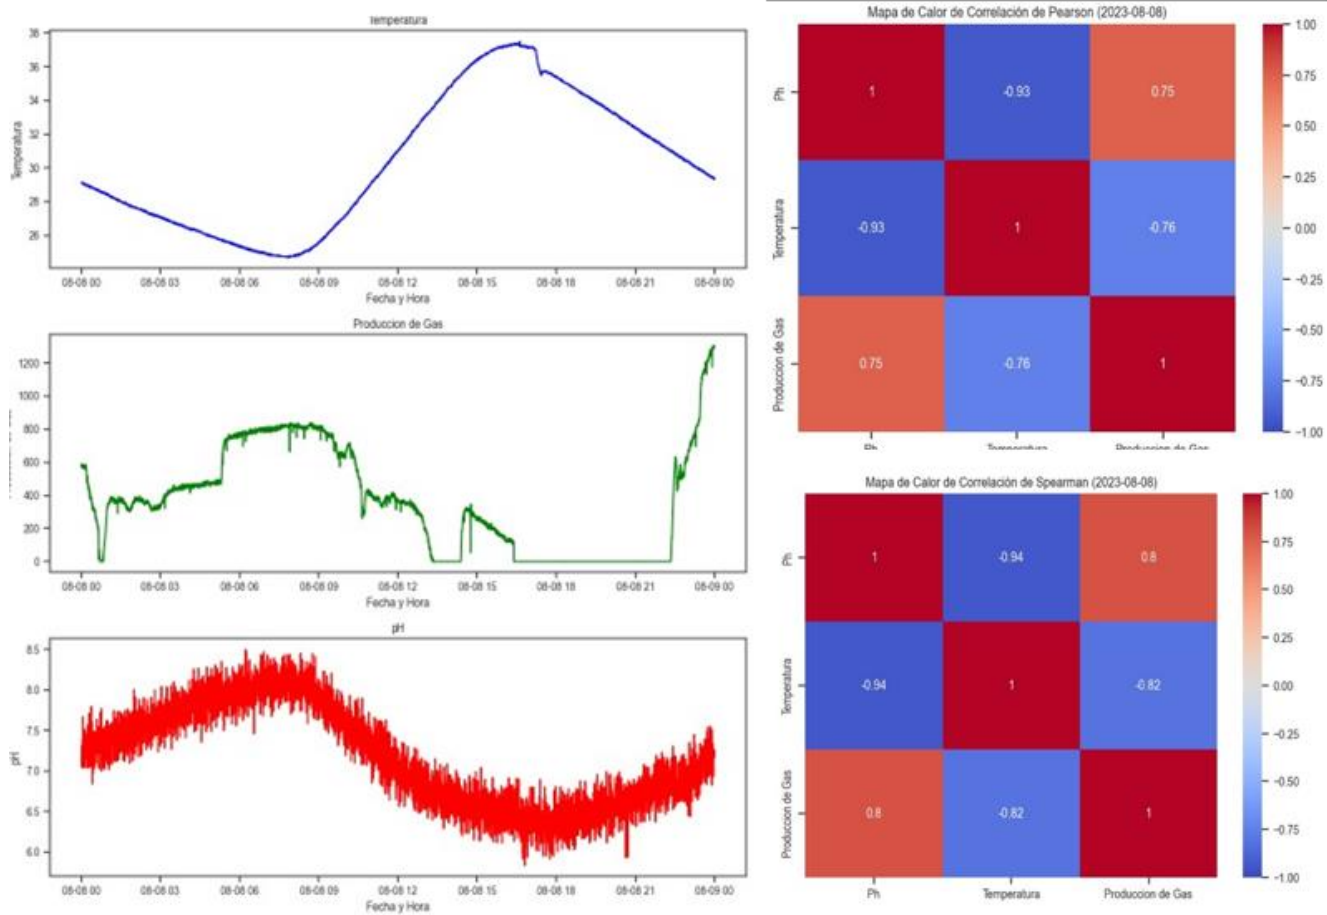 Temperatura
38
36
34
32
30
28
26
Temperatura
08-08 00 08-08 03 08-08 06 08-08 09 08-08 12 08-08 15 08-08 18 08-08 21 08-09 00
Fecha y Hora
Produccion de Gas
1200
1000
800
600
400
200
0
08-08 00 08-08 03 08-08 06 08-08 09 08-08 12 08-08 15 08-08 18 08-08 21 08-09 00
Fecha y Hora
pH
8.5
8.0
7.5
7.0
6.5
6.0
pH
08-08 00 08-08 03 08-08 06 08-08 09 08-08 12 08-08 15 08-08 18 08-08 21 08-09 00
Fecha y Hora
Mapa de Calor de Correlación de Pearson (2023-08-08)
Ph
1 -0.93 0.75
Temperatura
-0.93 1 -0.76
Produccion de Gas
0.75 -0.76 1
Ph Temperatura Produccion de Gas
1.00
0.75
0.50
0.25
0.00
−0.25
−0.50
−0.75
−1.00
Mapa de Calor de Correlación de Spearman (2023-08-08)
Ph
1 -0.94 0.8
Temperatura
-0.94 1 -0.82
Produccion de Gas
0.8 -0.82 1
Ph Temperatura Produccion de Gas
1.00
0.75
0.50
0.25
0.00
−0.25
−0.50
−0.75
−1.00